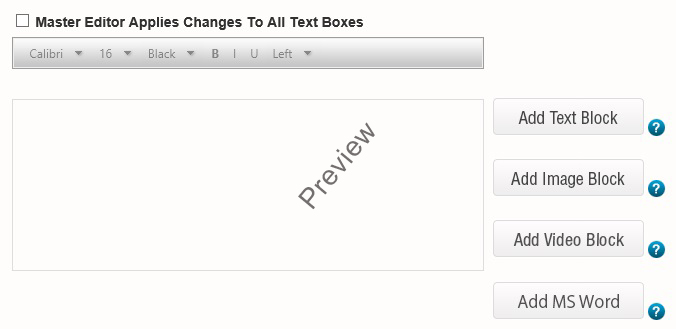 Master Editor Applies Changes To All Text Boxes
Calibri 16 Black B I U Left
Preview
Add Text Block ?
Add Image Block ?
Add Video Block ?
Add MS Word ?